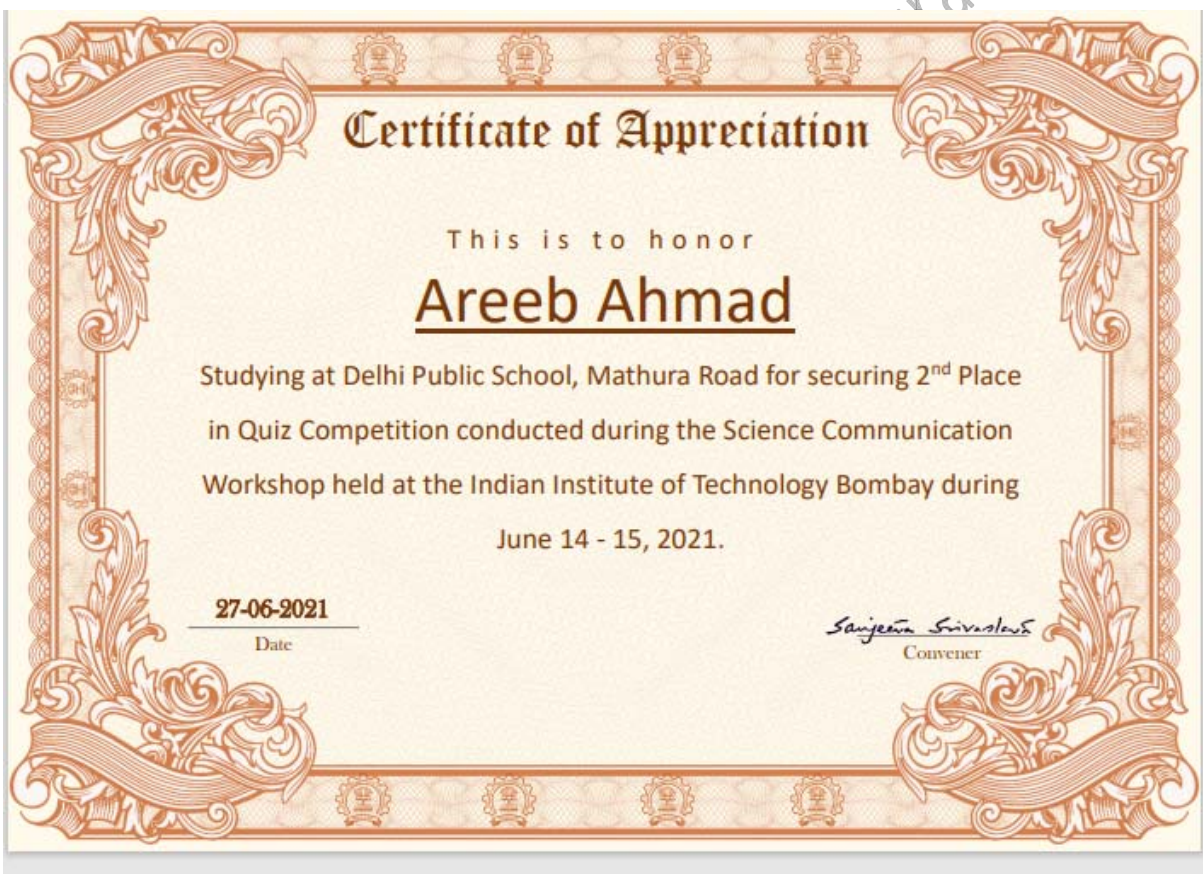 Certificate of Appreciation
This is to honor
Areeb Ahmad
Studying at Delhi Public School, Mathura Road for securing 2nd Place
in Quiz Competition conducted during the Science Communication
Workshop held at the Indian Institute of Technology Bombay during
June 14 - 15, 2021.
27-06-2021
Date
Sanjeeva Srivastava
Convener